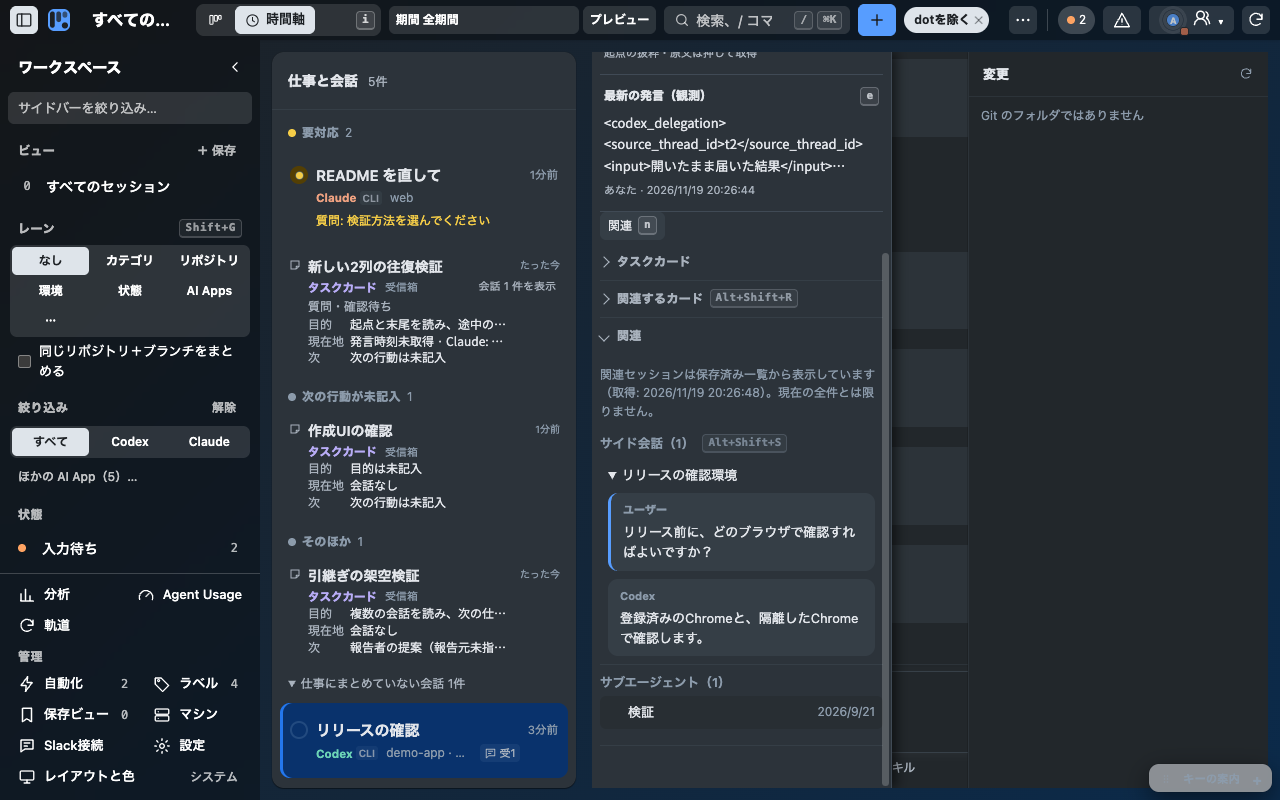 すべての…
時間軸
i
期間 全期間
プレビュー
検索、/ コマ
/
⌘K
+
dotを除く ×
…
2
A
ワークスペース
サイドバーを絞り込み…
ビュー
+ 保存
0 すべてのセッション
レーン
Shift+G
なし
カテゴリ
リポジトリ
環境
状態
AI Apps
…
同じリポジトリ＋ブランチをまと
める
絞り込み
解除
すべて
Codex
Claude
ほかの AI App（5）…
状態
入力待ち 2
分析
Agent Usage
軌道
管理
自動化 2
ラベル 4
保存ビュー 0
マシン
Slack接続
設定
レイアウトと色
システム
仕事と会話 5件
要対応 2
README を直して 1分前
Claude CLI web
質問: 検証方法を選んでください
新しい2列の往復検証 たった今
タスクカード 受信箱 会話 1 件を表示
質問・確認待ち
目的 起点と末尾を読み、途中の…
現在地 発言時刻未取得・Claude: …
次 次の行動は未記入
次の行動が未記入 1
作成UIの確認 1分前
タスクカード 受信箱
目的 目的は未記入
現在地 会話なし
次 次の行動は未記入
そのほか 1
引継ぎの架空検証 たった今
タスクカード 受信箱
目的 複数の会話を読み、次の仕…
現在地 会話なし
次 報告者の提案（報告元未指…
▼ 仕事にまとめていない会話 1件
リリースの確認 3分前
Codex CLI demo-app · … 受1
起点の抜粋・原文は押して取得
最新の発言（観測） e
<codex_delegation>
<source_thread_id>t2</source_thread_id>
<input>開いたまま届いた結果</input>…
あなた · 2026/11/19 20:26:44
関連 n
タスクカード
関連するカード Alt+Shift+R
関連
関連セッションは保存済み一覧から表示しています
（取得: 2026/11/19 20:26:48）。現在の全件とは限
りません。
サイド会話（1） Alt+Shift+S
▼ リリースの確認環境
ユーザー
リリース前に、どのブラウザで確認すれ
ばよいですか？
Codex
登録済みのChromeと、隔離したChrome
で確認します。
サブエージェント（1）
検証 2026/9/21
キル
変更
Git のフォルダではありません
キーの案内 +